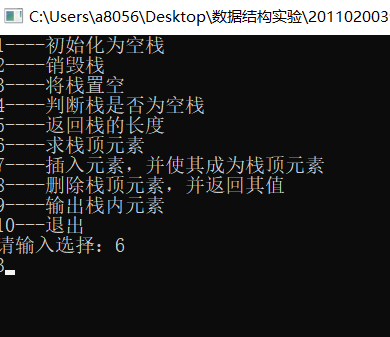 C:\Users\a8056\Desktop\数据结构实验\2011020035
1----初始化为空栈
2----销毁栈
3----将栈置空
4----判断栈是否为空栈
5----返回栈的长度
6----求栈顶元素
7----插入元素，并使其成为栈顶元素
8----删除栈顶元素，并返回其值
9----输出栈内元素
10---退出
请输入选择：6
3